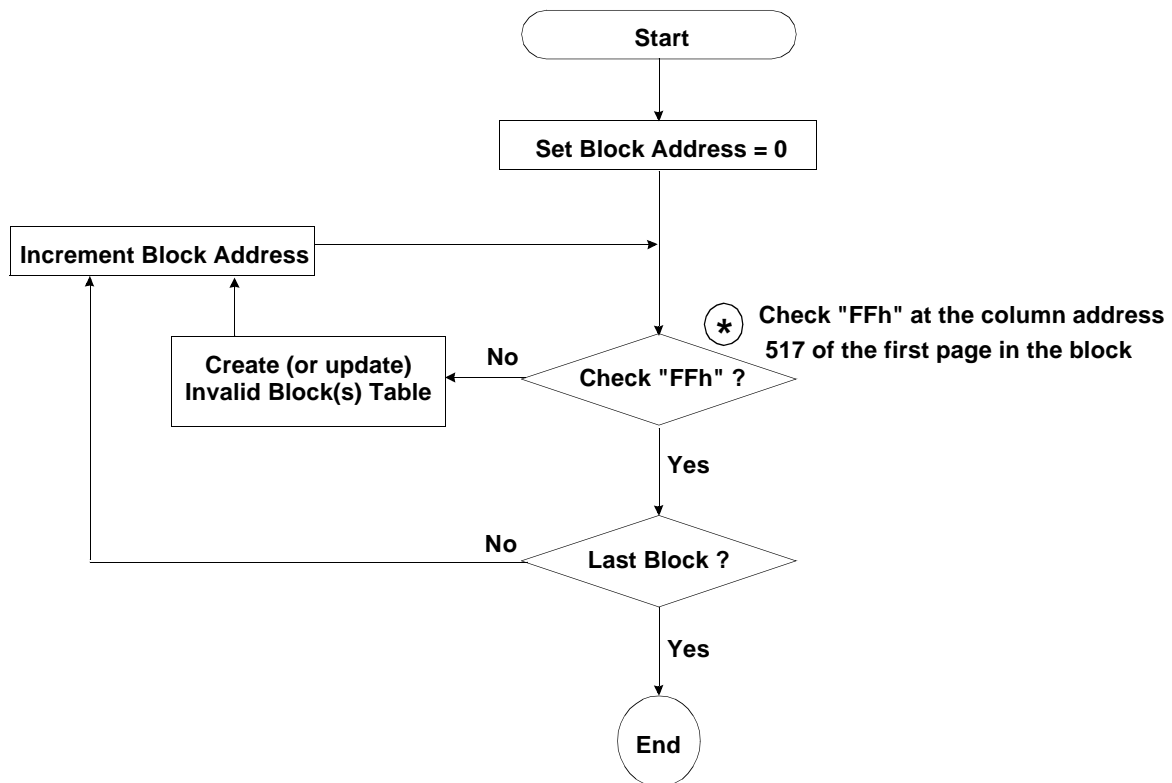 Start
Set Block Address = 0
Increment Block Address
* Check "FFh" at the column address
517 of the first page in the block
No
Create (or update)
Invalid Block(s) Table
Check "FFh" ?
Yes
No
Last Block ?
Yes
End